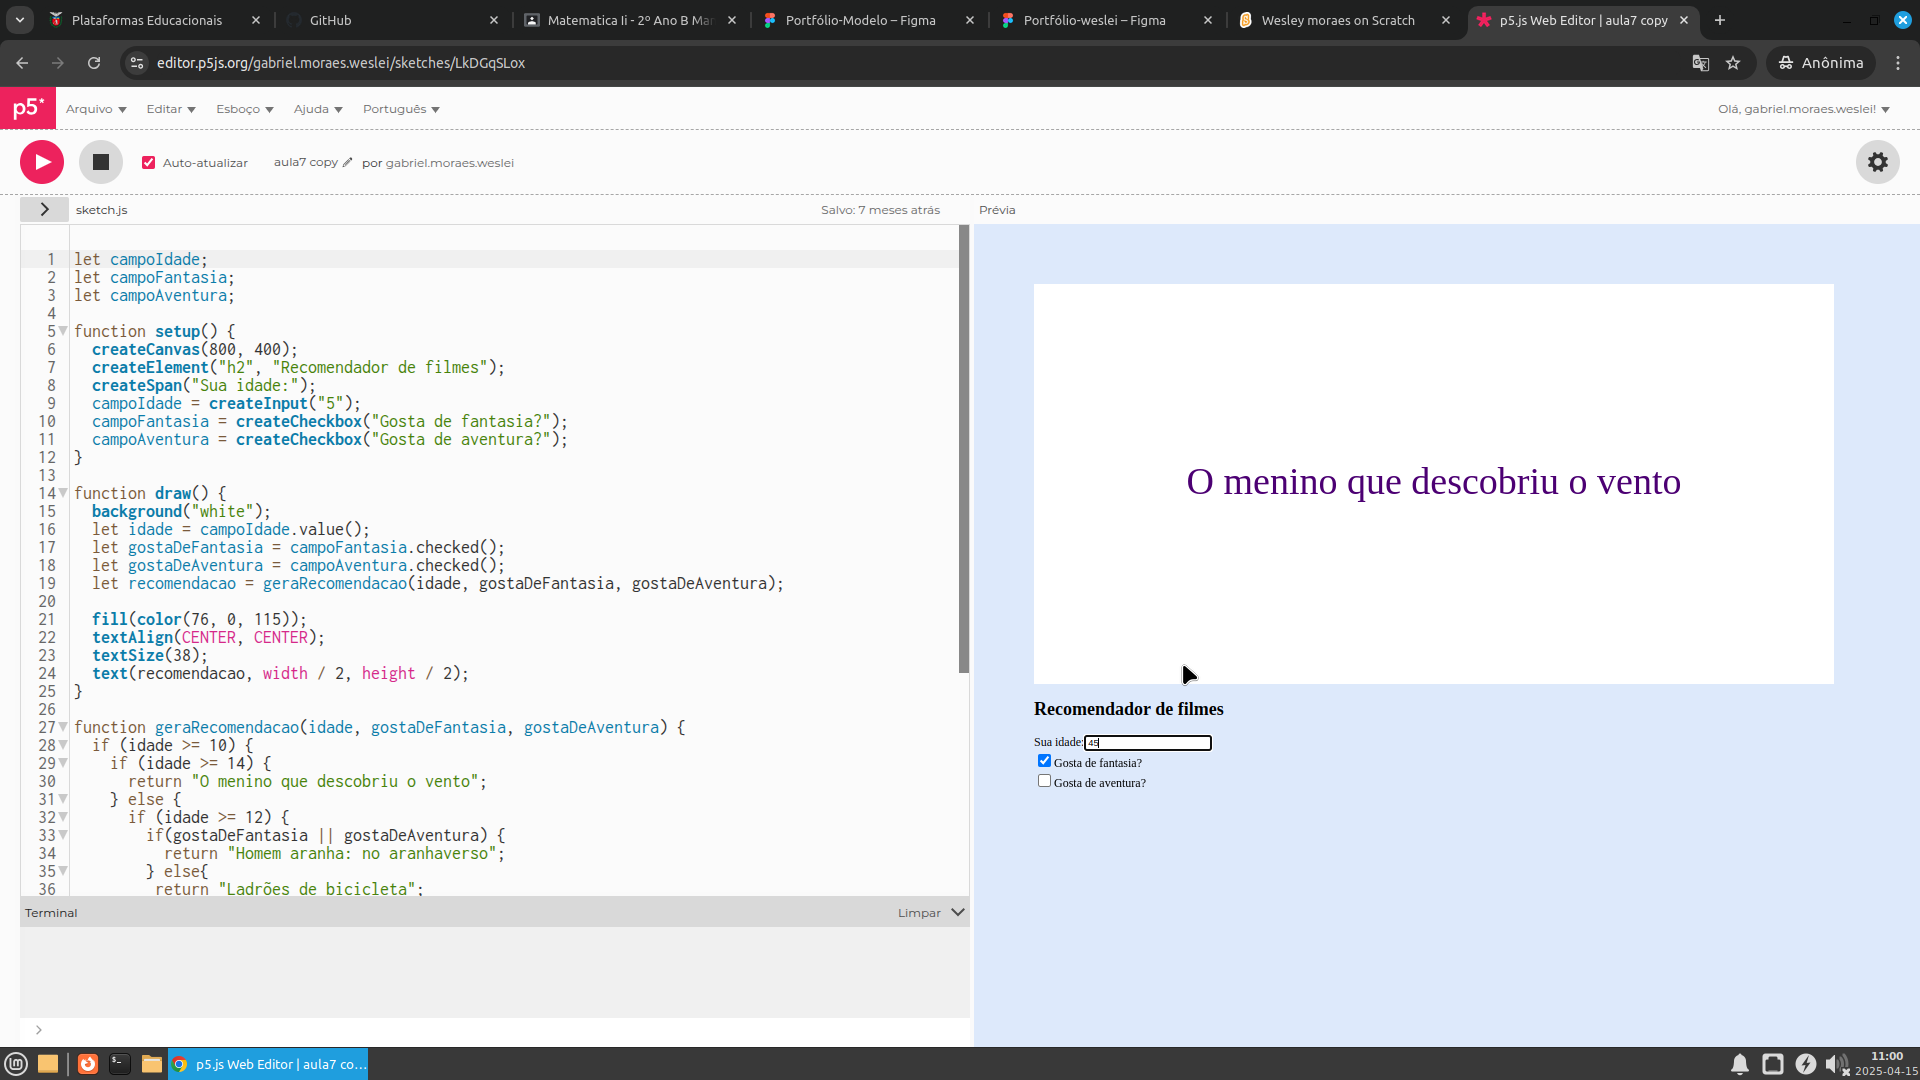 Plataformas Educacionais
GitHub
Matematica Ii - 2º Ano B Mar
Portfólio-Modelo – Figma
Portfólio-weslei – Figma
Wesley moraes on Scratch
p5.js Web Editor | aula7 copy
editor.p5js.org/gabriel.moraes.weslei/sketches/LkDGqSLox
Anônima
p5*
Arquivo
Editar
Esboço
Ajuda
Português
Olá, gabriel.moraes.weslei!
Auto-atualizar
aula7 copy
por gabriel.moraes.weslei
sketch.js
Salvo: 7 meses atrás
Prévia
1 let campoIdade;
2 let campoFantasia;
3 let campoAventura;
4
5 function setup() {
6 createCanvas(800, 400);
7 createElement("h2", "Recomendador de filmes");
8 createSpan("Sua idade:");
9 campoIdade = createInput("5");
10 campoFantasia = createCheckbox("Gosta de fantasia?");
11 campoAventura = createCheckbox("Gosta de aventura?");
12 }
13
14 function draw() {
15 background("white");
16 let idade = campoIdade.value();
17 let gostaDeFantasia = campoFantasia.checked();
18 let gostaDeAventura = campoAventura.checked();
19 let recomendacao = geraRecomendacao(idade, gostaDeFantasia, gostaDeAventura);
20
21 fill(color(76, 0, 115));
22 textAlign(CENTER, CENTER);
23 textSize(38);
24 text(recomendacao, width / 2, height / 2);
25 }
26
27 function geraRecomendacao(idade, gostaDeFantasia, gostaDeAventura) {
28 if (idade >= 10) {
29 if (idade >= 14) {
30 return "O menino que descobriu o vento";
31 } else {
32 if (idade >= 12) {
33 if(gostaDeFantasia || gostaDeAventura) {
34 return "Homem aranha: no aranhaverso";
35 } else{
36 return "Ladrões de bicicleta";
Terminal
Limpar
>
O menino que descobriu o vento
Recomendador de filmes
Sua idade: 45
Gosta de fantasia?
Gosta de aventura?
p5.js Web Editor | aula7 co...
11:00
2025-04-15